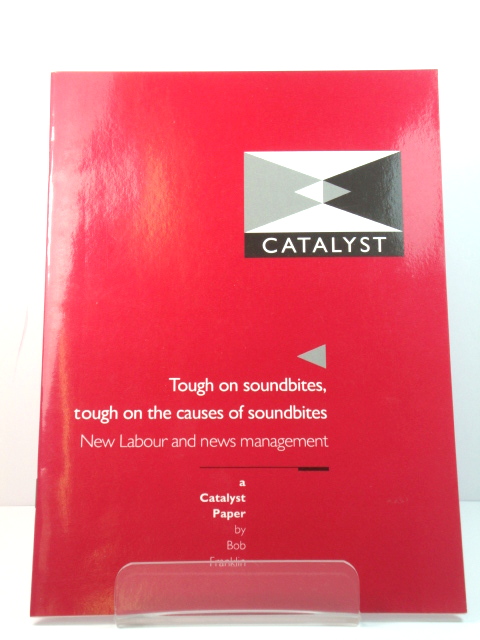 CATALYST
Tough on soundbites,
tough on the causes of soundbites
New Labour and news management
a
Catalyst
Paper
by
Bob
Franklin